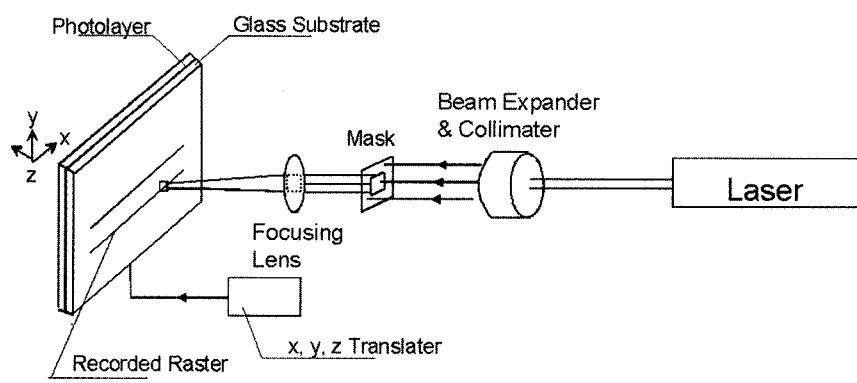 Photolayer
Glass Substrate
y
x
z
Beam Expander
& Collimater
Mask
Laser
Focusing
Lens
x, y, z Translater
Recorded Raster